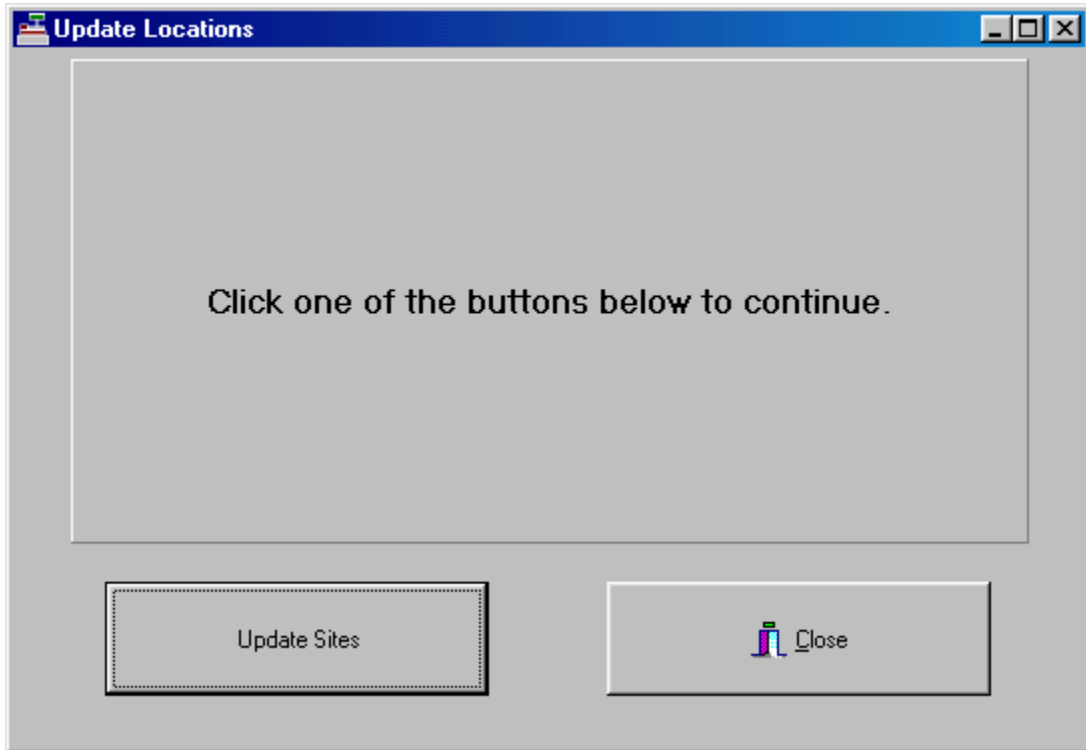 Update Locations
Click one of the buttons below to continue.
Update Sites
Close